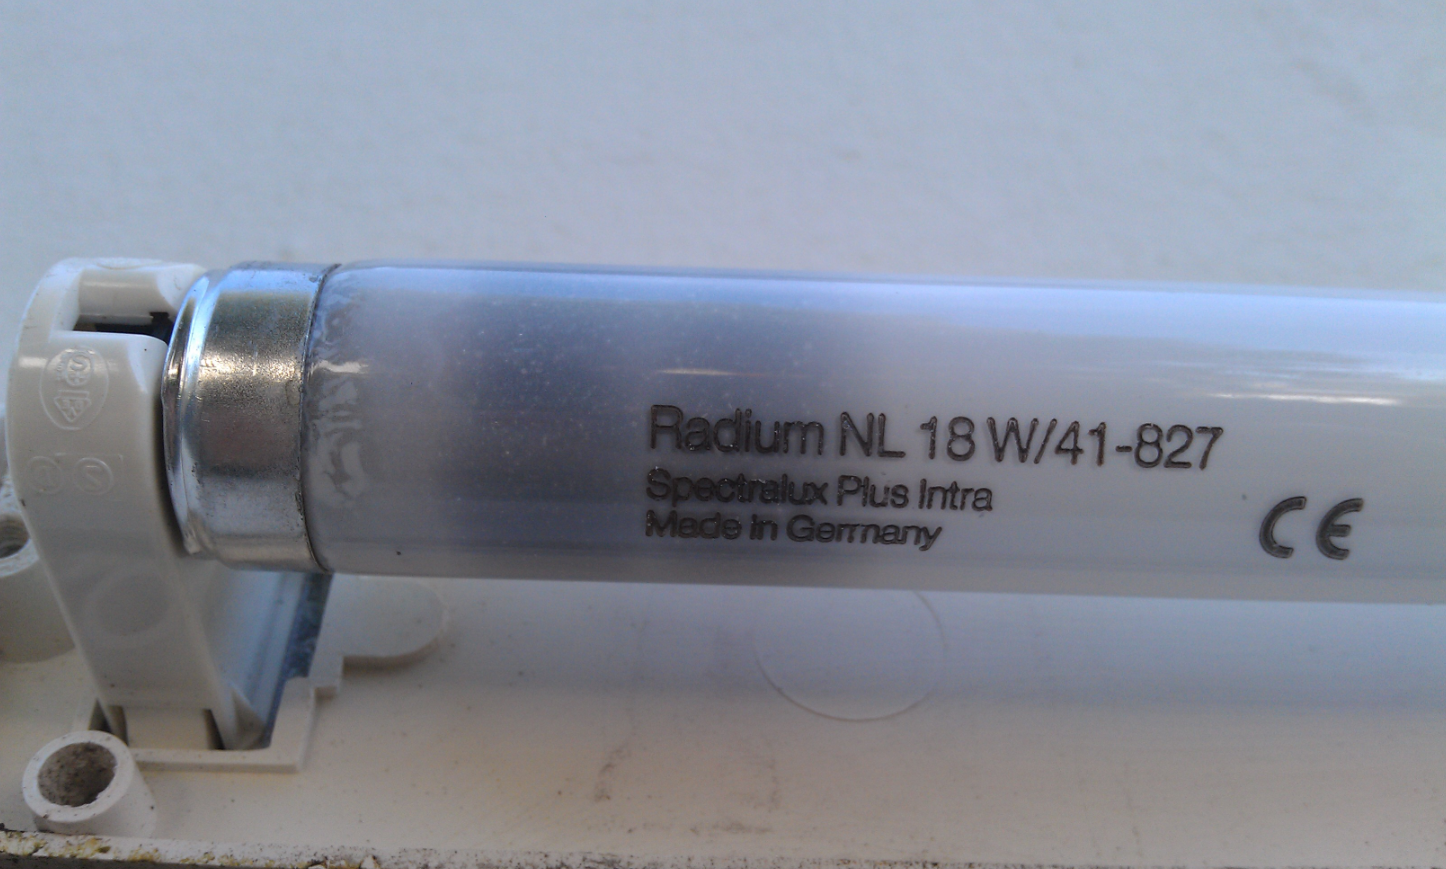 Radium NL 18 W/41-827
Spectralux Plus Intra
Made in Germany
CE